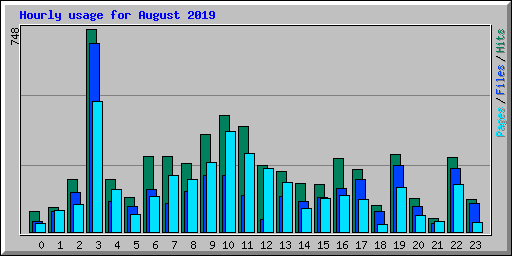 Hourly usage for August 2019
748
Pages / Files / Hits
0 1 2 3 4 5 6 7 8 9 10 11 12 13 14 15 16 17 18 19 20 21 22 23